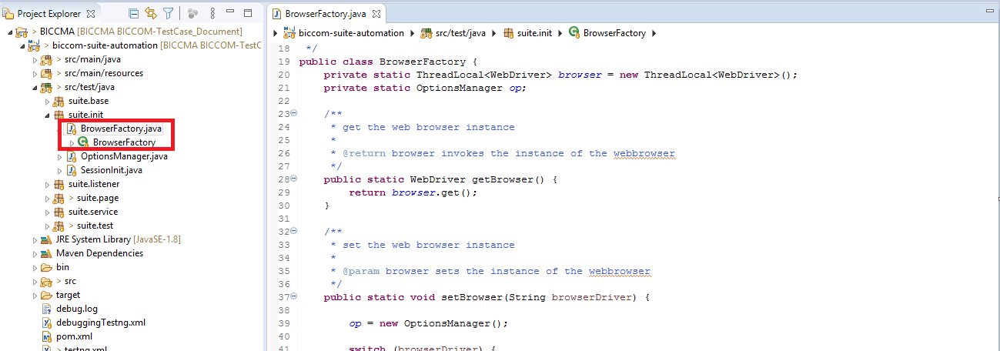 Project Explorer
BICCMA [BICCMA BICCOM-TestCase_Document]
> biccom-suite-automation [BICCMA BICCOM-TestC
> src/main/java
> src/main/resources
> src/test/java
suite.base
suite.init
BrowserFactory.java
BrowserFactory
OptionsManager.java
SessionInit.java
suite.listener
> suite.page
suite.service
> suite.test
JRE System Library [JavaSE-1.8]
Maven Dependencies
bin
> src
target
debug.log
debuggingTestng.xml
pom.xml
> testng.xml
BrowserFactory.java
biccom-suite-automation src/test/java suite.init BrowserFactory
18 */
19 public class BrowserFactory {
20 private static ThreadLocal<WebDriver> browser = new ThreadLocal<WebDriver>();
21 private static OptionsManager op;
22
23 /**
24 * get the web browser instance
25 *
26 * @return browser invokes the instance of the webbrowser
27 */
28 public static WebDriver getBrowser() {
29 return browser.get();
30 }
31
32 /**
33 * set the web browser instance
34 *
35 * @param browser sets the instance of the webbrowser
36 */
37 public static void setBrowser(String browserDriver) {
38
39 op = new OptionsManager();
40
41 switch (browserDriver) {